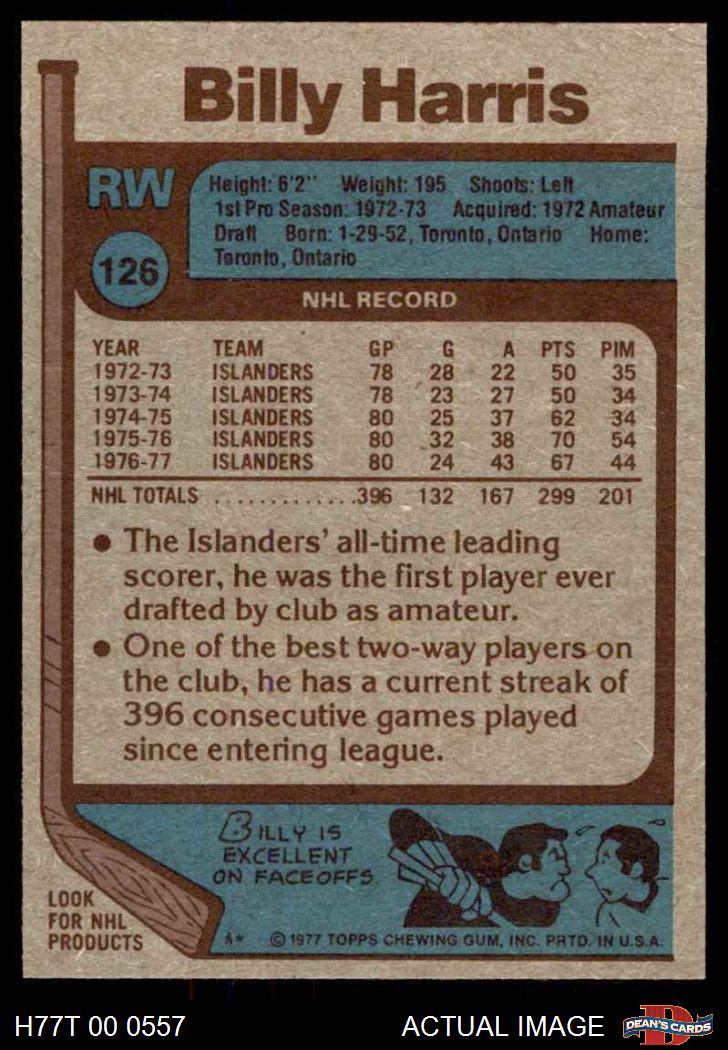 Billy Harris
RW
Height: 6'2" Weight: 195 Shoots: Left
1st Pro Season: 1972-73 Acquired: 1972 Amateur
Draft Born: 1-29-52, Toronto, Ontario Home:
Toronto, Ontario
126
NHL RECORD
YEAR TEAM GP G A PTS PIM
1972-73 ISLANDERS 78 28 22 50 35
1973-74 ISLANDERS 78 23 27 50 34
1974-75 ISLANDERS 80 25 37 62 34
1975-76 ISLANDERS 80 32 38 70 54
1976-77 ISLANDERS 80 24 43 67 44
NHL TOTALS .............396 132 167 299 201
• The Islanders' all-time leading
scorer, he was the first player ever
drafted by club as amateur.
• One of the best two-way players on
the club, he has a current streak of
396 consecutive games played
since entering league.
BILLY IS
EXCELLENT
ON FACEOFFS.
LOOK
FOR NHL
PRODUCTS
A* © 1977 TOPPS CHEWING GUM, INC. PRTD. IN U.S.A.
H77T 00 0557 ACTUAL IMAGE
D
DEAN'S CARDS